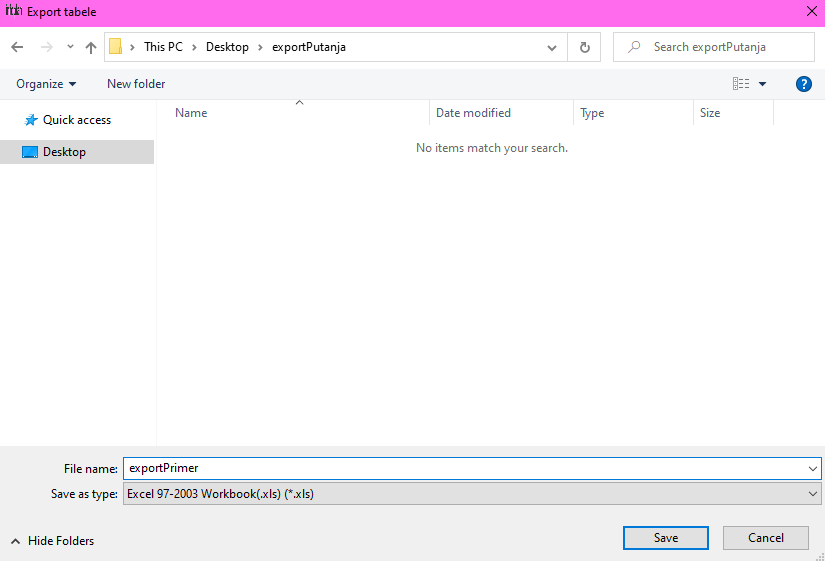 Export tabele
This PC > Desktop > exportPutanja
Search exportPutanja
Organize
New folder
?
Name
Date modified
Type
Size
Quick access
Desktop
No items match your search.
File name: exportPrimer
Save as type: Excel 97-2003 Workbook(.xls) (*.xls)
Hide Folders
Save
Cancel